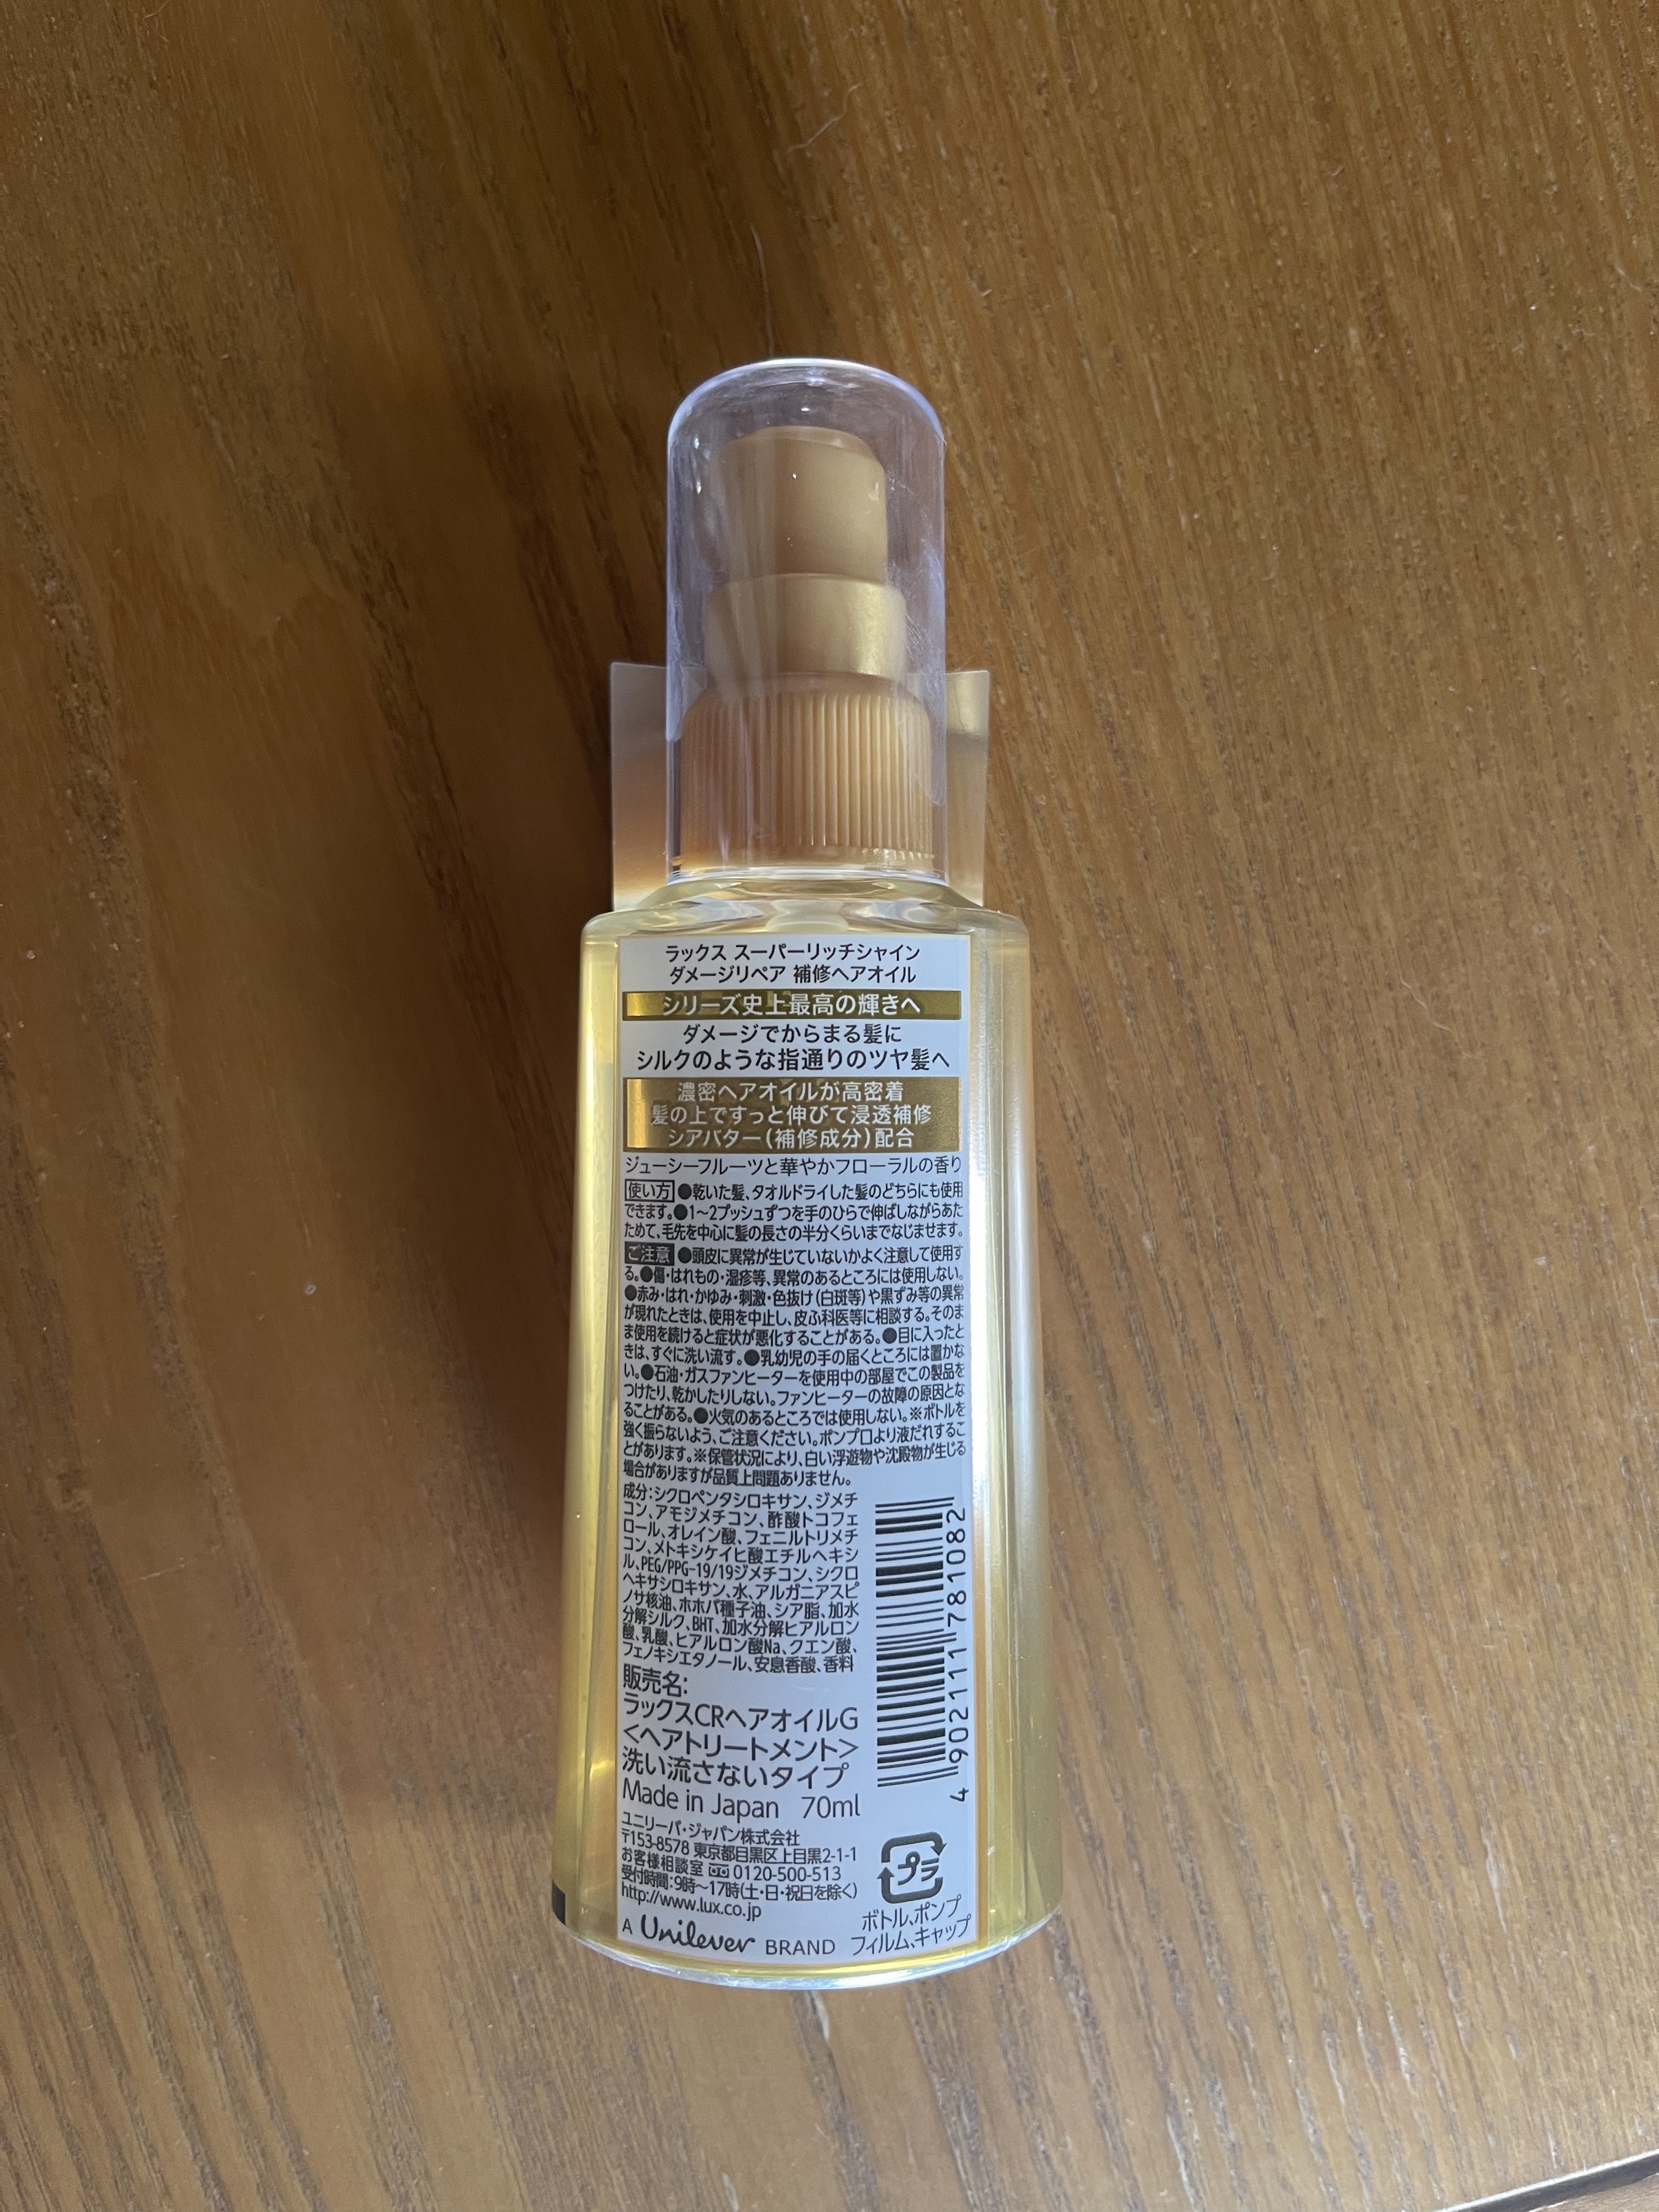 ラックス スーパーリッチシャイン
ダメージリペア 補修ヘアオイル
シリーズ史上最高の輝きへ
ダメージでからまる髪に
シルクのような指通りのツヤ髪へ
濃密ヘアオイルが高密着
髪の上ですっと伸びて浸透補修
シアバター(補修成分)配合
ジューシーフルーツと華やかフローラルの香り
使い方 ●乾いた髪、タオルドライした髪のどちらにも使用
できます。●1〜2プッシュずつを手のひらで伸ばしながらあた
ためて、毛先を中心に髪の長さの半分くらいまでなじませます。
ご注意 ●頭皮に異常が生じていないかよく注意して使用す
る。●傷・はれもの・湿疹等、異常のあるところには使用しない。
●赤み・はれ・かゆみ・刺激・色抜け(白斑等)や黒ずみ等の異常
が現れたときは、使用を中止し、皮ふ科医等に相談する。そのま
ま使用を続けると症状が悪化することがある。●目に入ったと
きは、すぐに洗い流す。●乳幼児の手の届くところには置かな
い。●石油・ガスファンヒーターを使用中の部屋でこの製品を
つけたり、乾かしたりしない。ファンヒーターの故障の原因とな
ることがある。●火気のあるところでは使用しない。※ボトルを
強く振らないよう、ご注意ください。ポンプ口より液だれするこ
とがあります。※保管状況により、白い浮遊物や沈殿物が生じる
場合がありますが品質上問題ありません。
成分:シクロペンタシロキサン、ジメチ
コン、アモジメチコン、酢酸トコフェ
ロール、オレイン酸、フェニルトリメチ
コン、メトキシケイヒ酸エチルヘキシ
ル、PEG/PPG-19/19ジメチコン、シクロ
ヘキサシロキサン、水、アルガニアスピ
ノサ核油、ホホバ種子油、シア脂、加水
分解シルク、BHT、加水分解ヒアルロン
酸、乳酸、ヒアルロン酸Na、クエン酸、
フェノキシエタノール、安息香酸、香料
販売名:
ラックスCRヘアオイルG
<ヘアトリートメント>
洗い流さないタイプ
Made in Japan 70ml
ユニリーバ・ジャパン株式会社
〒153-8578 東京都目黒区上目黒2-1-1
お客様相談室 0120-500-513
受付時間:9時〜17時(土・日・祝日を除く)
http://www.lux.co.jp
A Unilever BRAND
4 902111 781082
プラ
ボトル、ポンプ
フィルム、キャップ